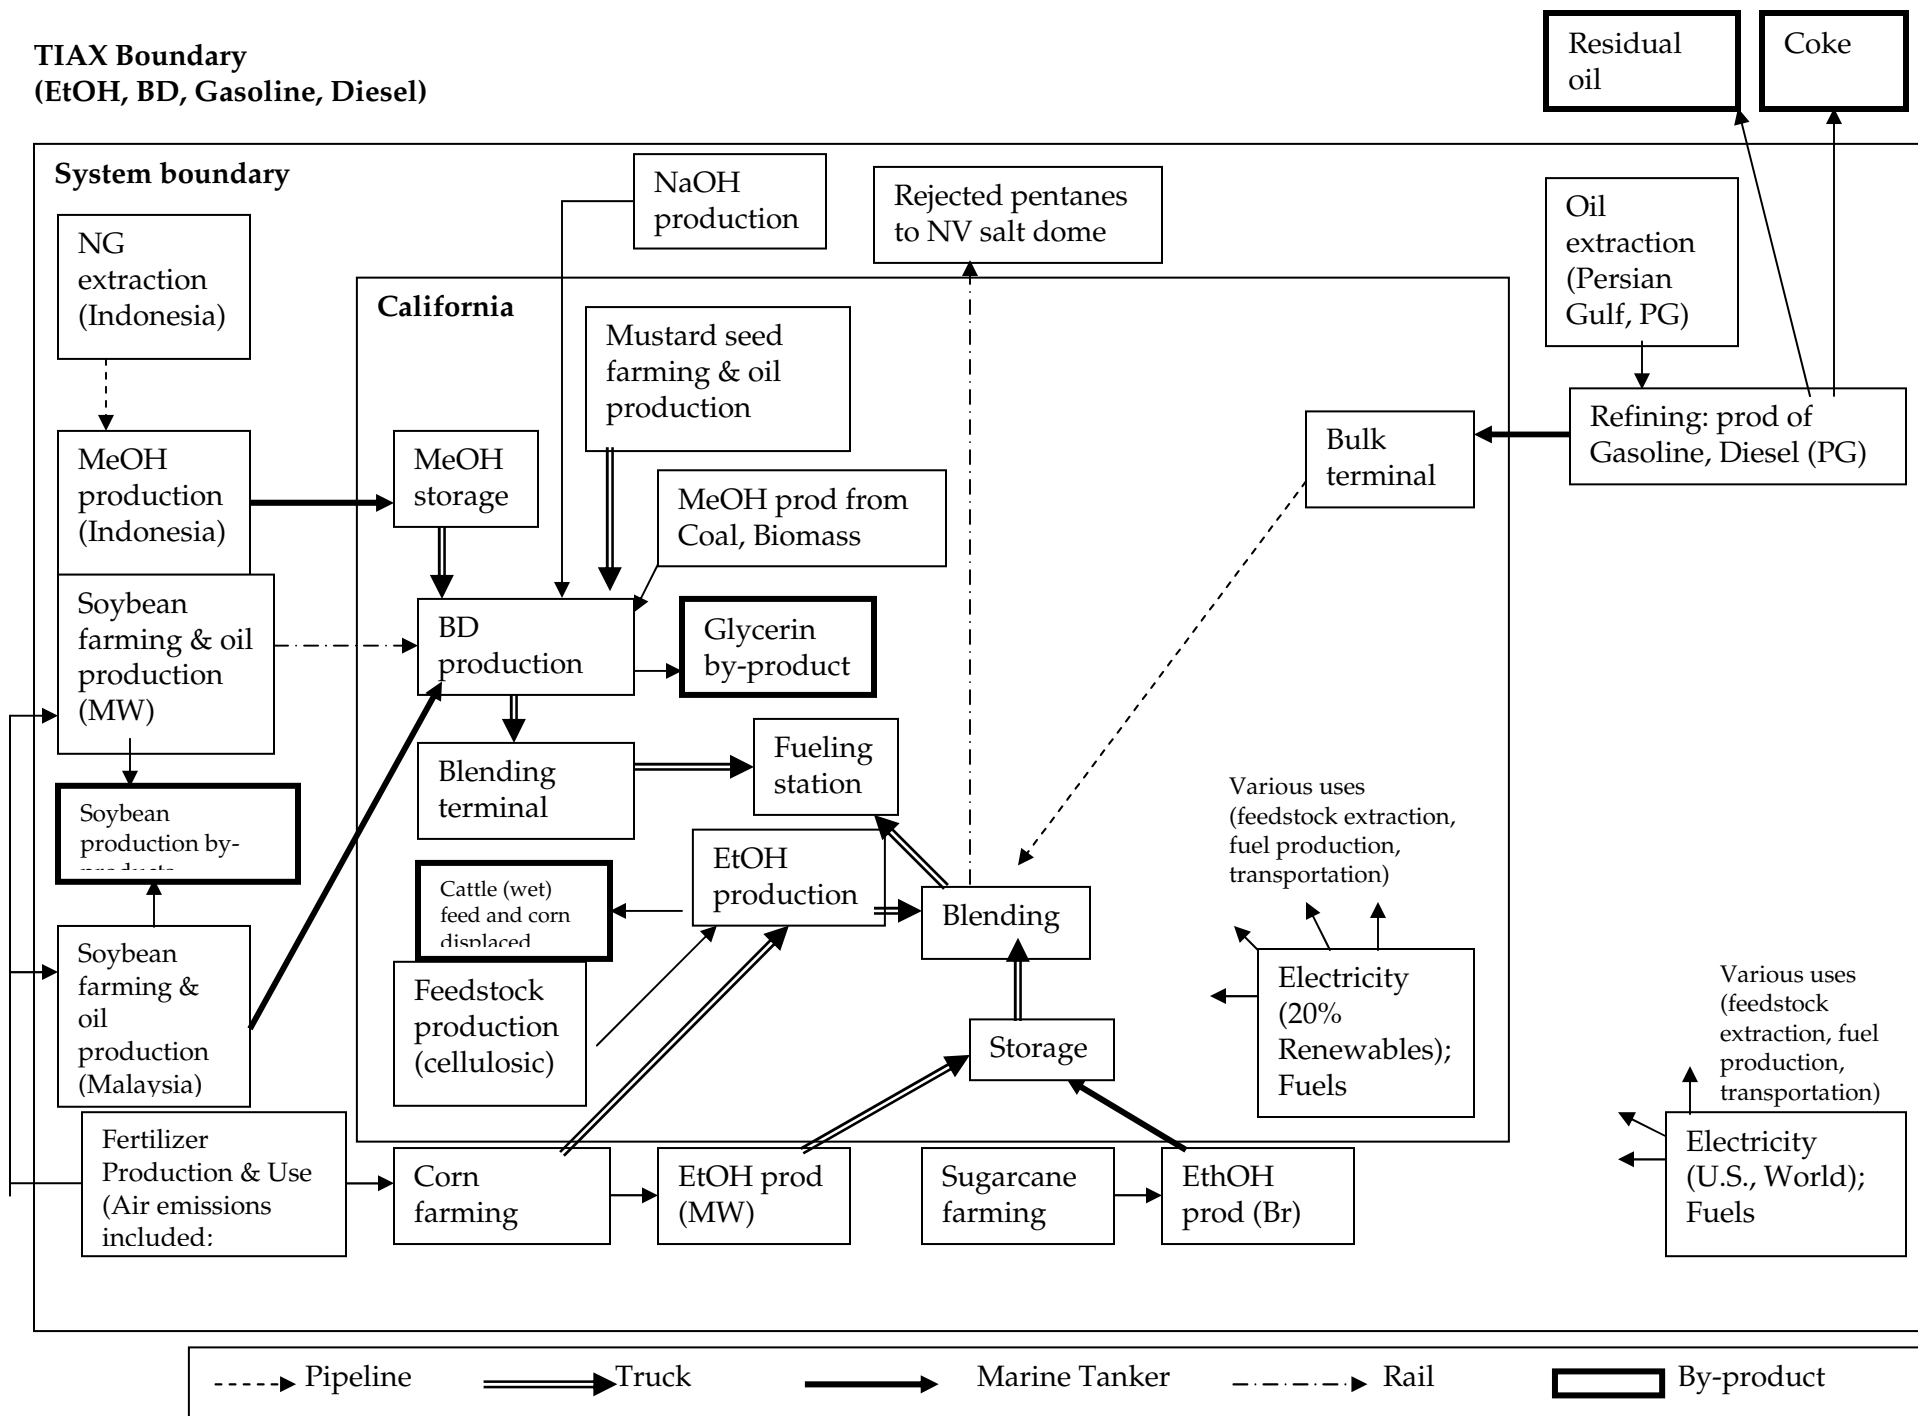 TIAX Boundary
(EtOH, BD, Gasoline, Diesel)
Residual
oil
Coke
System boundary
NaOH
production
Rejected pentanes
to NV salt dome
Oil
extraction
(Persian
Gulf, PG)
NG
extraction
(Indonesia)
California
Mustard seed
farming & oil
production
Refining: prod of
Gasoline, Diesel (PG)
Bulk
terminal
MeOH
production
(Indonesia)
MeOH
storage
MeOH prod from
Coal, Biomass
Soybean
farming & oil
production
(MW)
BD
production
Glycerin
by-product
Blending
terminal
Fueling
station
Various uses
(feedstock extraction,
fuel production,
transportation)
Soybean
production by-
products
EtOH
production
Cattle (wet)
feed and corn
displaced
Blending
Soybean
farming &
oil
production
(Malaysia)
Feedstock
production
(cellulosic)
Electricity
(20%
Renewables);
Fuels
Storage
Various uses
(feedstock
extraction, fuel
production,
transportation)
Fertilizer
Production & Use
(Air emissions
included;
Corn
farming
EtOH prod
(MW)
Sugarcane
farming
EthOH
prod (Br)
Electricity
(U.S., World);
Fuels
Pipeline
Truck
Marine Tanker
Rail
By-product